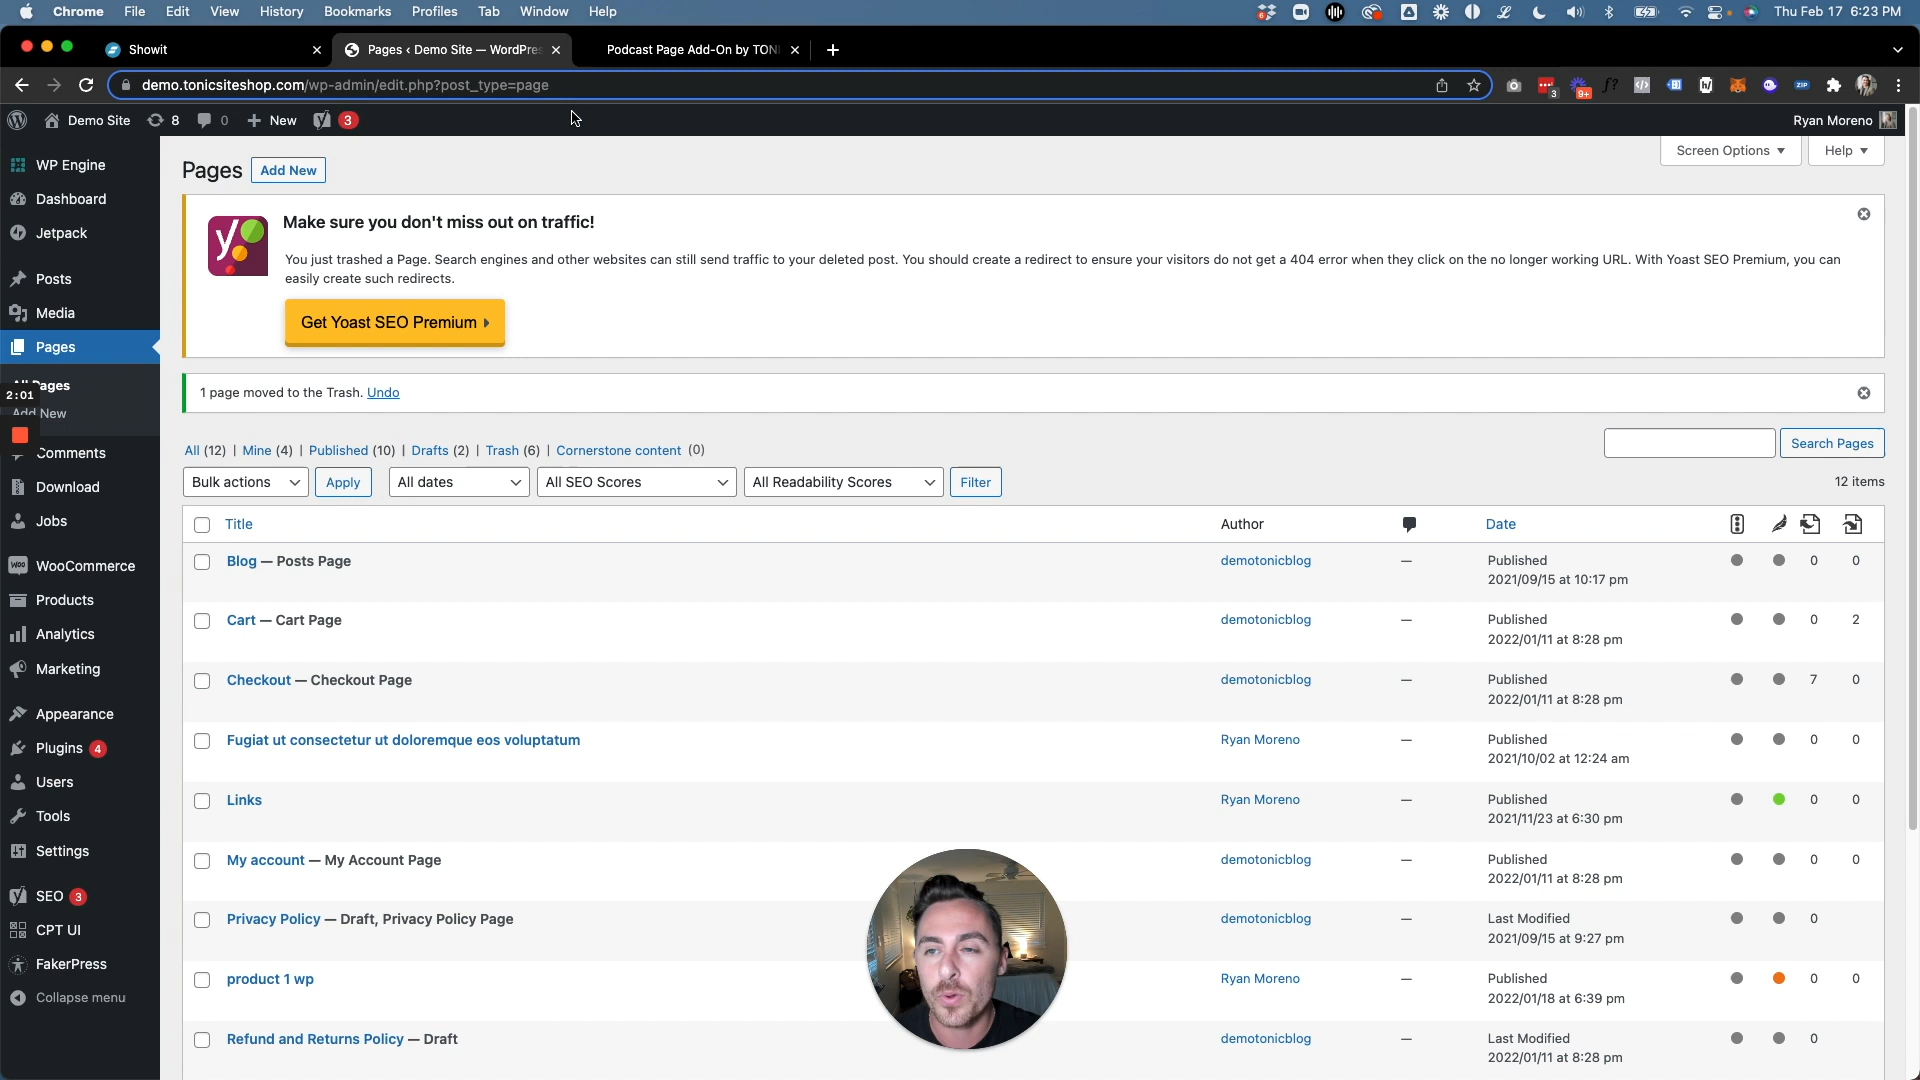 Chrome File Edit View History Bookmarks Profiles Tab Window Help
Thu Feb 17 6:23 PM
Showit
Pages ‹ Demo Site — WordPres
Podcast Page Add-On by TONI
demo.tonicsiteshop.com/wp-admin/edit.php?post_type=page
3
9+
ZIP
Demo Site
8
0
New
3
Ryan Moreno
WP Engine
Dashboard
Jetpack
Posts
Media
Pages
All Pages
2:01
Add New
Comments
Download
Jobs
WooCommerce
Products
Analytics
Marketing
Appearance
Plugins 4
Users
Tools
Settings
SEO 3
CPT UI
FakerPress
Collapse menu
Pages
Add New
Screen Options
Help
Make sure you don't miss out on traffic!
You just trashed a Page. Search engines and other websites can still send traffic to your deleted post. You should create a redirect to ensure your visitors do not get a 404 error when they click on the no longer working URL. With Yoast SEO Premium, you can
easily create such redirects.
Get Yoast SEO Premium
1 page moved to the Trash. Undo
All (12) | Mine (4) | Published (10) | Drafts (2) | Trash (6) | Cornerstone content (0)
Search Pages
Bulk actions
Apply
All dates
All SEO Scores
All Readability Scores
Filter
12 items
Title
Author
Date
Blog — Posts Page
demotonicblog
—
Published
2021/09/15 at 10:17 pm
0
0
Cart — Cart Page
demotonicblog
—
Published
2022/01/11 at 8:28 pm
0
2
Checkout — Checkout Page
demotonicblog
—
Published
2022/01/11 at 8:28 pm
7
0
Fugiat ut consectetur ut doloremque eos voluptatum
Ryan Moreno
—
Published
2021/10/02 at 12:24 am
0
0
Links
Ryan Moreno
—
Published
2021/11/23 at 6:30 pm
0
0
My account — My Account Page
demotonicblog
—
Published
2022/01/11 at 8:28 pm
0
0
Privacy Policy — Draft, Privacy Policy Page
demotonicblog
—
Last Modified
2021/09/15 at 9:27 pm
0
product 1 wp
Ryan Moreno
—
Published
2022/01/18 at 6:39 pm
0
0
Refund and Returns Policy — Draft
demotonicblog
—
Last Modified
2022/01/11 at 8:28 pm
0